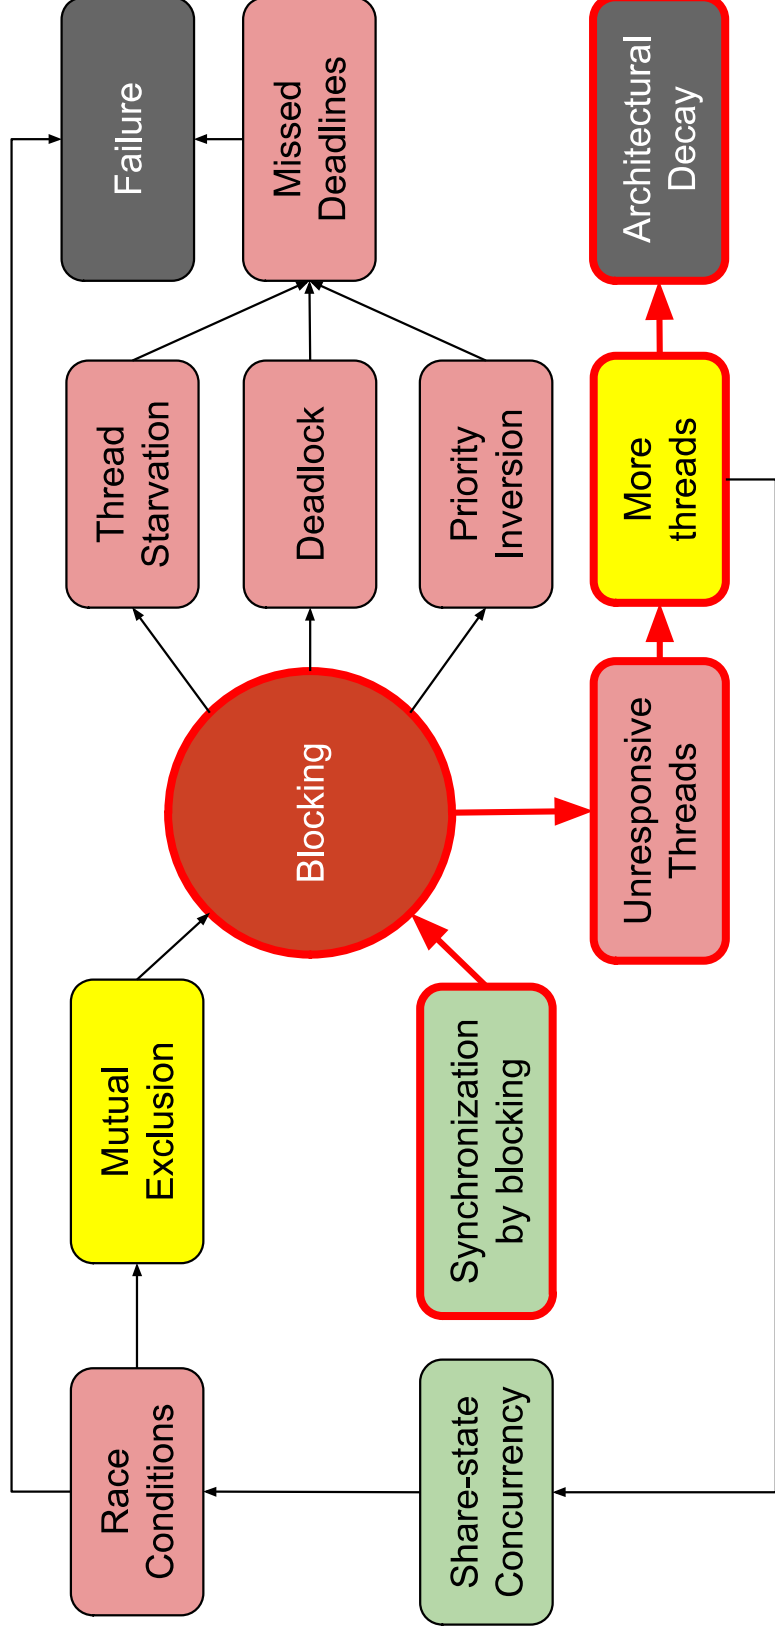 Race
Conditions
Mutual
Exclusion
Thread
Starvation
Failure
Blocking
Deadlock
Missed
Deadlines
Share-state
Concurrency
Synchronization
by blocking
Priority
Inversion
Unresponsive
Threads
More
threads
Architectural
Decay